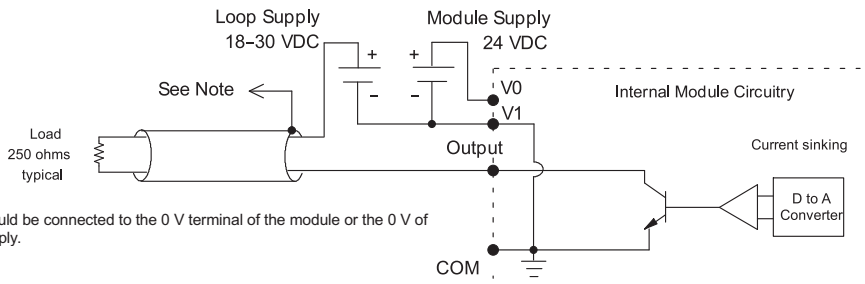 Loop Supply
18–30 VDC
Module Supply
24 VDC
+
–
+
–
See Note
V0
V1
Internal Module Circuitry
Load
250 ohms
typical
Output
Current sinking
D to A
Converter
be connected to the 0 V terminal of the module or the 0 V of
COM